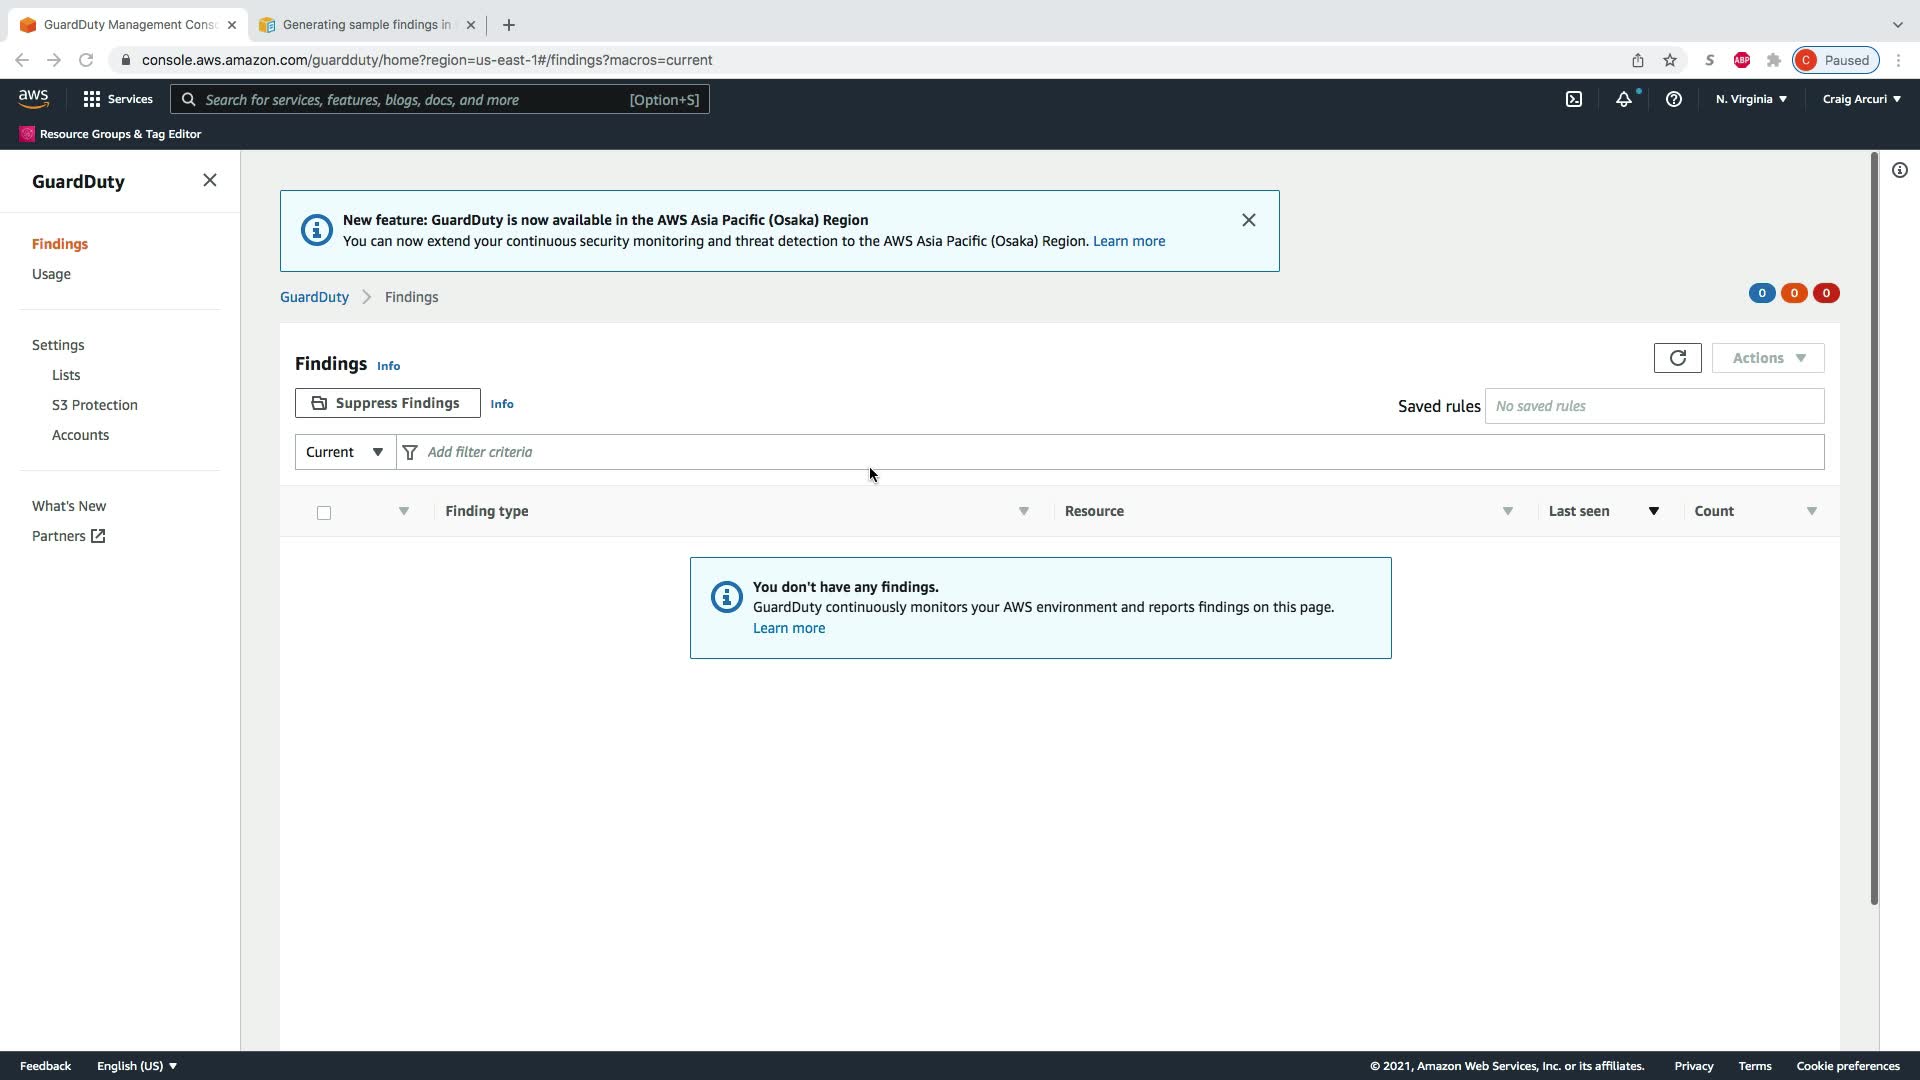 GuardDuty Management Conso
Generating sample findings in
console.aws.amazon.com/guardduty/home?region=us-east-1#/findings?macros=current
S
ABP
C Paused
aws
Services
Search for services, features, blogs, docs, and more [Option+S]
N. Virginia
Craig Arcuri
Resource Groups & Tag Editor
GuardDuty
Findings
Usage
Settings
Lists
S3 Protection
Accounts
What's New
Partners
New feature: GuardDuty is now available in the AWS Asia Pacific (Osaka) Region
You can now extend your continuous security monitoring and threat detection to the AWS Asia Pacific (Osaka) Region. Learn more
GuardDuty Findings
0 0 0
Findings Info
Actions
Suppress Findings Info
Saved rules No saved rules
Current Add filter criteria
Finding type Resource Last seen Count
You don't have any findings.
GuardDuty continuously monitors your AWS environment and reports findings on this page.
Learn more
Feedback English (US)
© 2021, Amazon Web Services, Inc. or its affiliates. Privacy Terms Cookie preferences